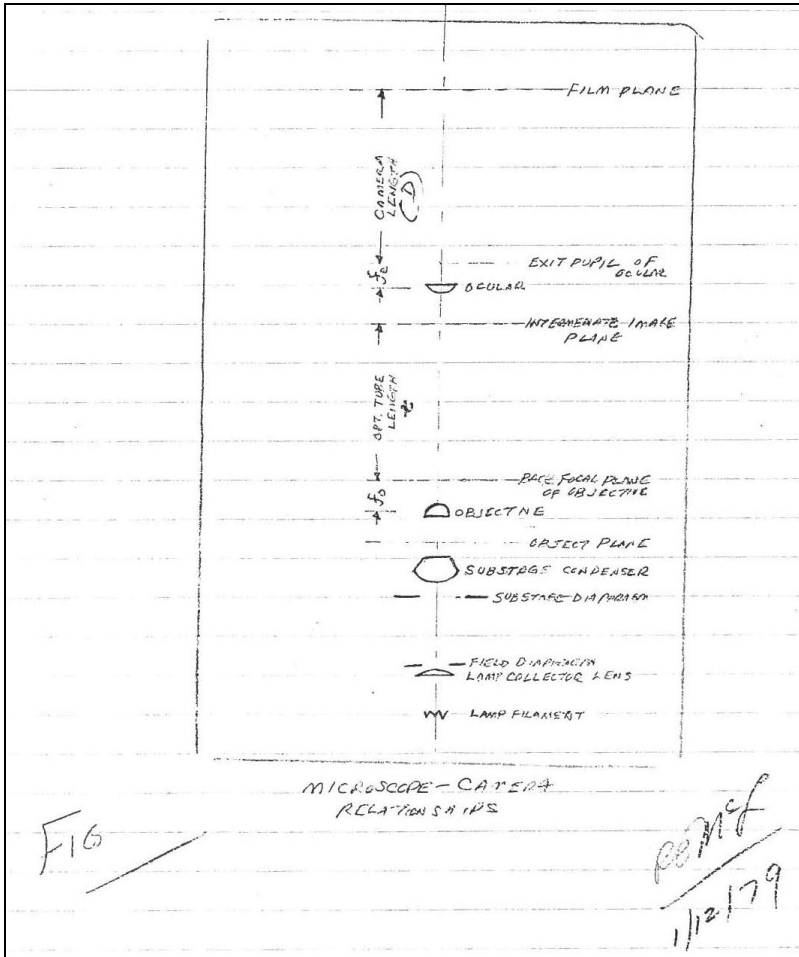 FILM PLANE
CAMERA
LENGTH
(D)
EXIT PUPIL OF
OCULAR
fe
OCULAR
INTERMEDIATE IMAGE
PLANE
OPT. TUBE
LENGTH
BACK FOCAL PLANE
OF OBJECTIVE
fo
OBJECTIVE
OBJECT PLANE
SUBSTAGE CONDENSER
SUBSTAGE DIAPHRAGM
FIELD DIAPHRAGM
LAMP COLLECTOR LENS
LAMP FILAMENT
MICROSCOPE-CAMERA
RELATIONSHIPS
FIG
1/12/79